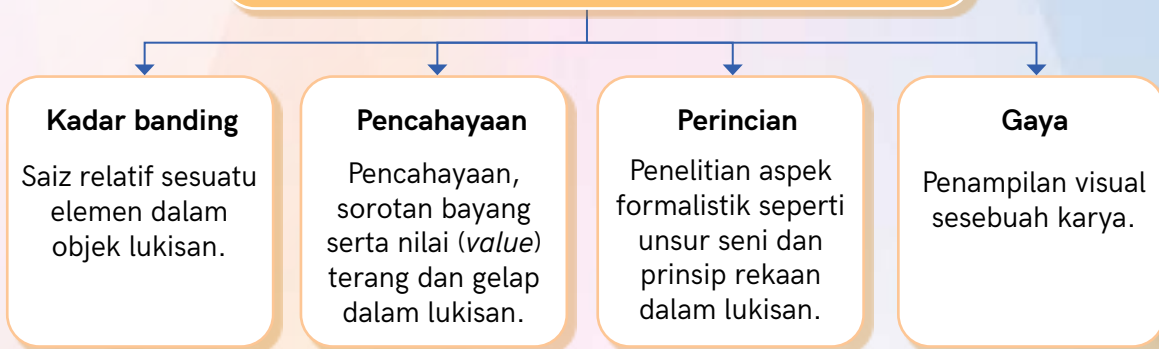 Kadar banding
Saiz relatif sesuatu
elemen dalam
objek lukisan.
Pencahayaan
Pencahayaan,
sorotan bayang
serta nilai (value)
terang dan gelap
dalam lukisan.
Perincian
Penelitian aspek
formalistik seperti
unsur seni dan
prinsip rekaan
dalam lukisan.
Gaya
Penampilan visual
sesebuah karya.